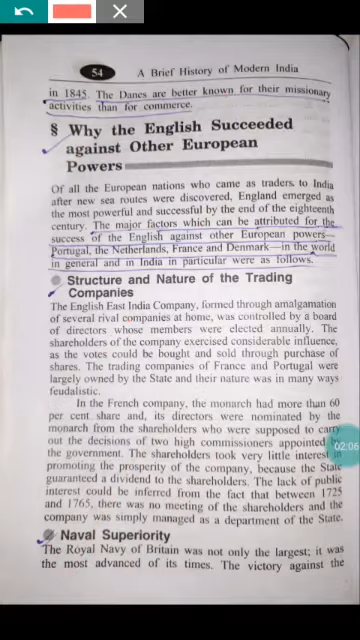 54 A Brief History of Modern India
in 1845. The Danes are better known for their missionary
activities than for commerce.
§ Why the English Succeeded
against Other European
Powers
Of all the European nations who came as traders to India
after new sea routes were discovered, England emerged as
the most powerful and successful by the end of the eighteenth
century. The major factors which can be attributed for the
success of the English against other European powers—
Portugal, the Netherlands, France and Denmark—in the world
in general and in India in particular were as follows.
Structure and Nature of the Trading
Companies
The English East India Company, formed through amalgamation
of several rival companies at home, was controlled by a board
of directors whose members were elected annually. The
shareholders of the company exercised considerable influence,
as the votes could be bought and sold through purchase of
shares. The trading companies of France and Portugal were
largely owned by the State and their nature was in many ways
feudalistic.
In the French company, the monarch had more than 60
per cent share and, its directors were nominated by the
monarch from the shareholders who were supposed to carry
out the decisions of two high commissioners appointed
the government. The shareholders took very little interest
promoting the prosperity of the company, because the State
guaranteed a dividend to the shareholders. The lack of public
interest could be inferred from the fact that between 1725
and 1765, there was no meeting of the shareholders and the
company was simply managed as a department of the State.
Naval Superiority
The Royal Navy of Britain was not only the largest; it was
the most advanced of its times. The victory against the
02:06